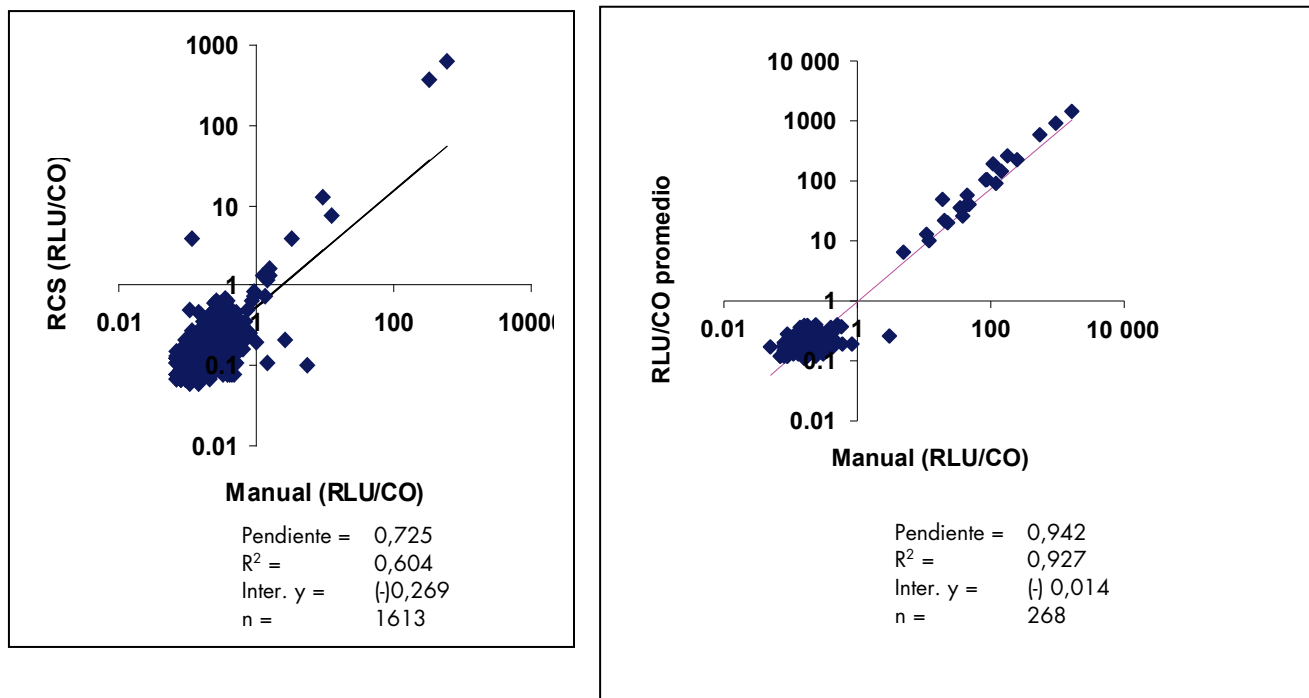 1000
100
10
1
0.1
0.01
0.01
1
100
10000
RCS (RLU/CO)
Manual (RLU/CO)
Pendiente = 0,725
R² = 0,604
Inter. y = (-)0,269
n = 1613
10 000
1000
100
10
1
0.1
0.01
0.01
1
100
10 000
RLU/CO promedio
Manual (RLU/CO)
Pendiente = 0,942
R² = 0,927
Inter. y = (-) 0,014
n = 268